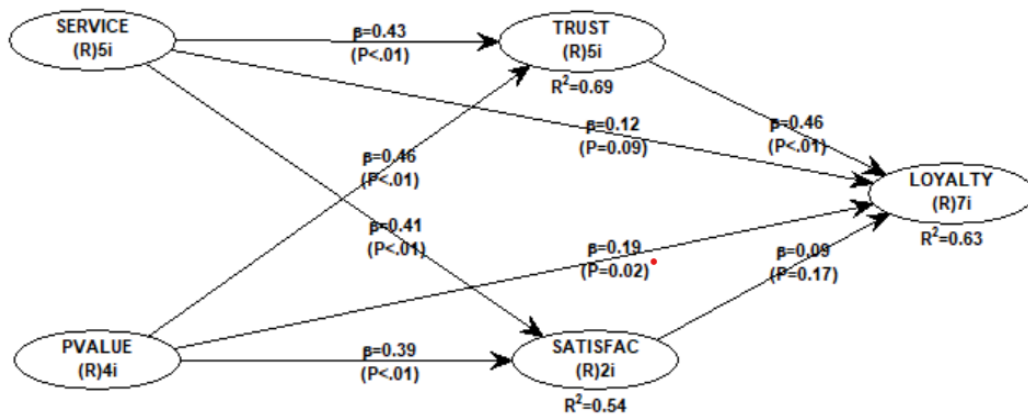 SERVICE
(R)5i
β=0.43
(P<.01)
TRUST
(R)5i
R²=0.69
β=0.12
(P=0.09)
β=0.46
(P<.01)
β=0.46
(P<.01)
LOYALTY
(R)7i
R²=0.63
β=0.41
(P<.01)
β=0.19
(P=0.02)
β=0.09
(P=0.17)
PVALUE
(R)4i
β=0.39
(P<.01)
SATISFAC
(R)2i
R²=0.54